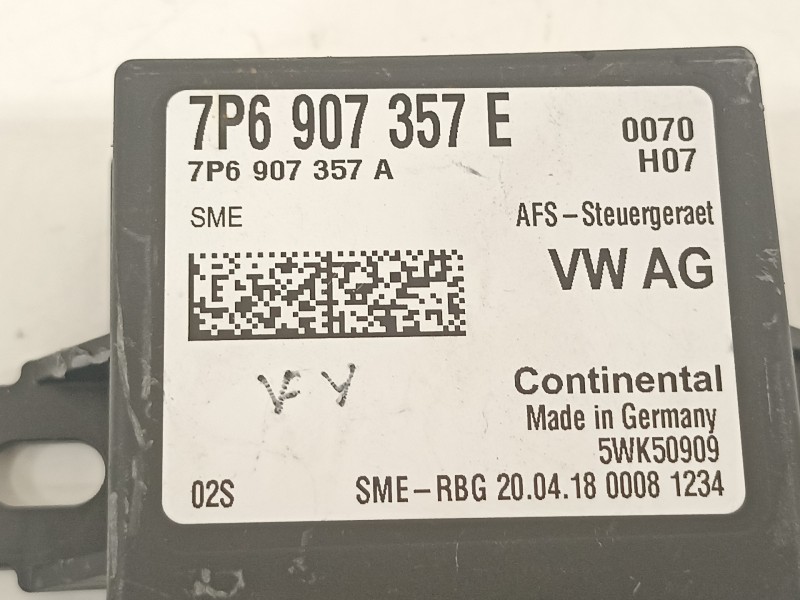 7P6 907 357 E
7P6 907 357 A
0070
H07
SME
AFS-Steuergeraet
VW AG
Continental
Made in Germany
5WK50909
02S
SME-RBG 20.04.18 0008 1234